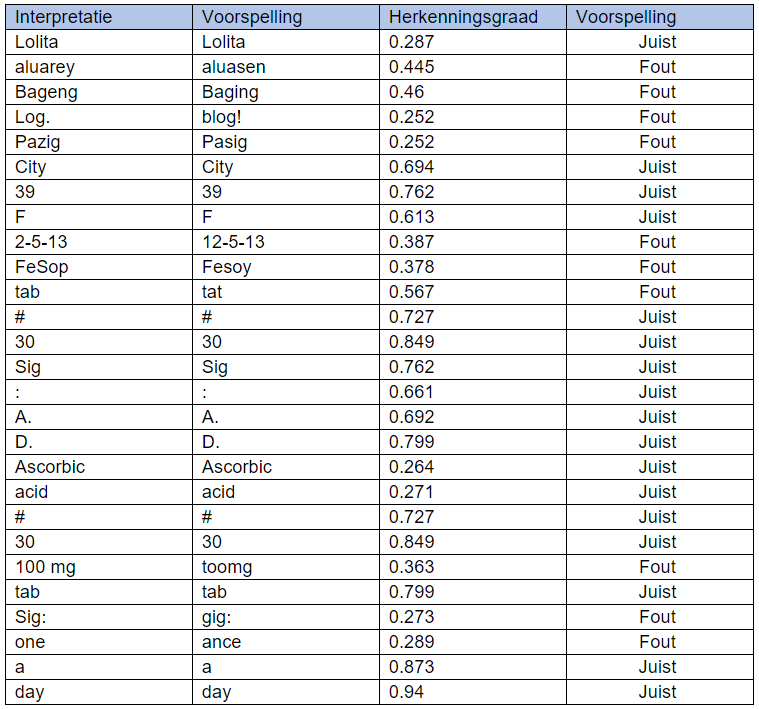 Interpretatie Voorspelling Herkenningsgraad Voorspelling
Lolita Lolita 0.287 Juist
aluarey aluasen 0.445 Fout
Bageng Baging 0.46 Fout
Log. blog! 0.252 Fout
Pazig Pasig 0.252 Fout
City City 0.694 Juist
39 39 0.762 Juist
F F 0.613 Juist
2-5-13 12-5-13 0.387 Fout
FeSop Fesoy 0.378 Fout
tab tat 0.567 Fout
# # 0.727 Juist
30 30 0.849 Juist
Sig Sig 0.762 Juist
: : 0.661 Juist
A. A. 0.692 Juist
D. D. 0.799 Juist
Ascorbic Ascorbic 0.264 Juist
acid acid 0.271 Juist
# # 0.727 Juist
30 30 0.849 Juist
100 mg toomg 0.363 Fout
tab tab 0.799 Juist
Sig: gig: 0.273 Fout
one ance 0.289 Fout
a a 0.873 Juist
day day 0.94 Juist